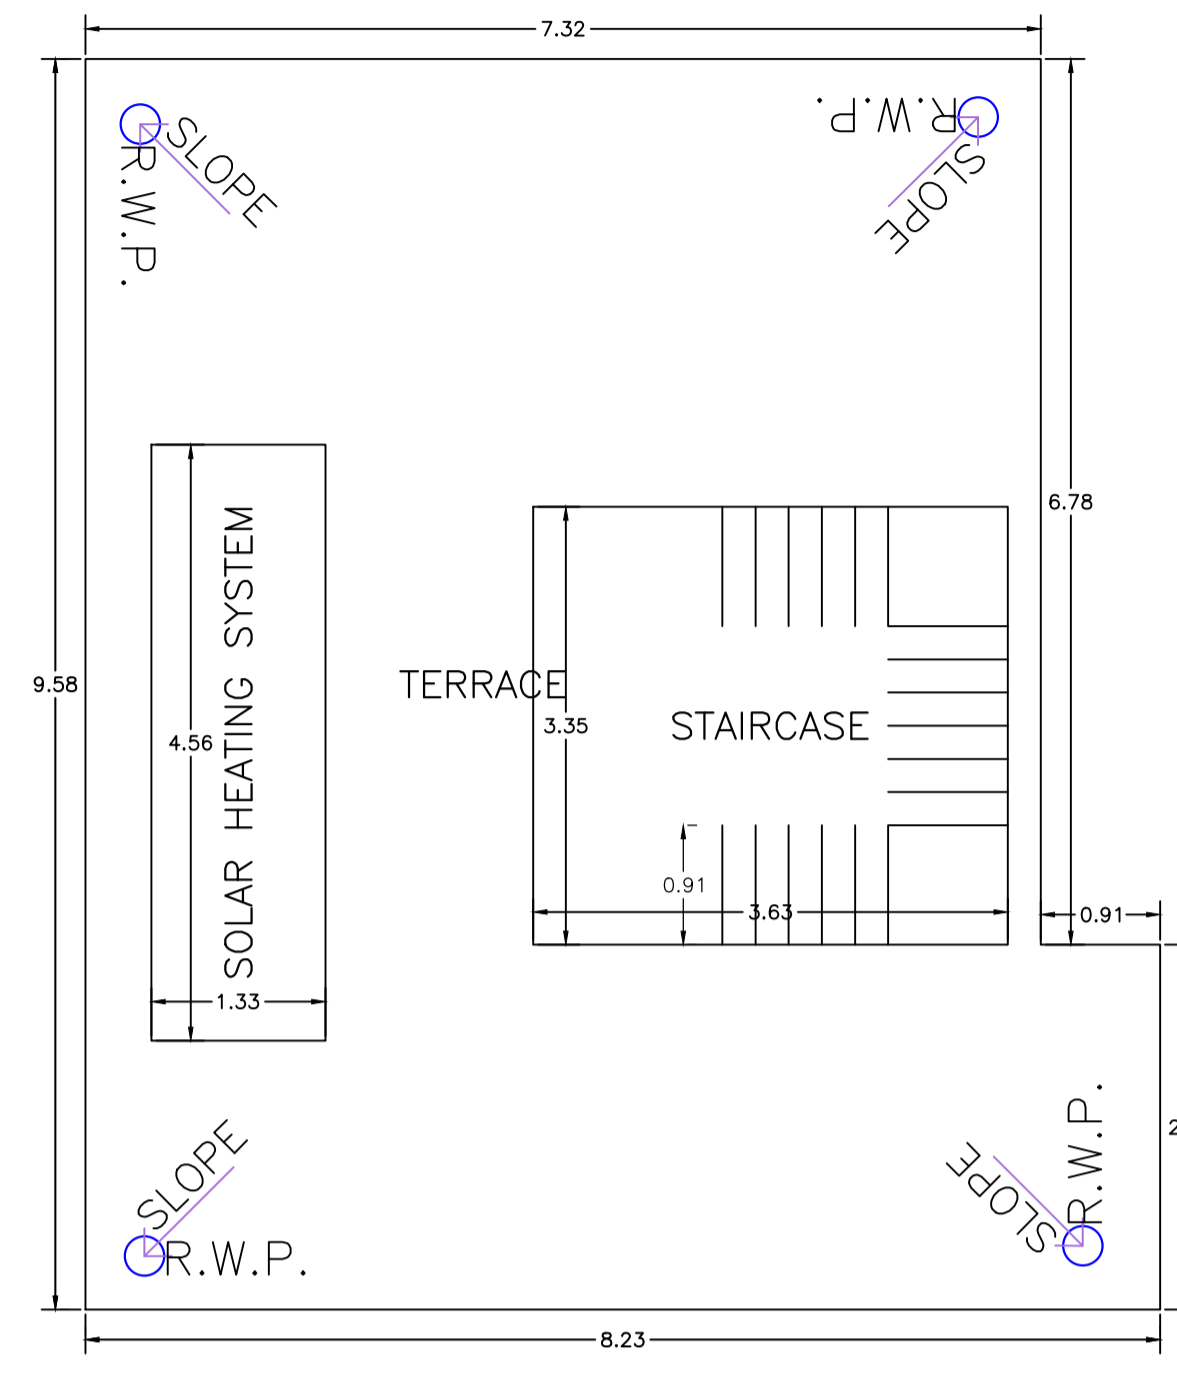 7.32
R.W.P.
SLOPE
R.W.P.
SLOPE
6.78
9.58
SOLAR HEATING SYSTEM
4.56
1.33
TERRACE
3.35
STAIRCASE
0.91
3.63
0.91
SLOPE
R.W.P.
SLOPE
R.W.P.
2
8.23